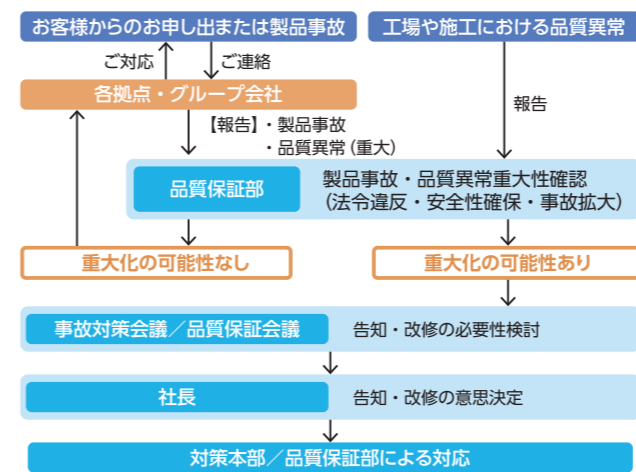 お客様からのお申し出または製品事故
工場や施工における品質異常
ご対応
ご連絡
各拠点・グループ会社
報告
【報告】・製品事故
・品質異常(重大)
品質保証部
製品事故・品質異常重大性確認
(法令違反・安全性確保・事故拡大)
重大化の可能性なし
重大化の可能性あり
事故対策会議/品質保証会議
告知・改修の必要性検討
社長
告知・改修の意思決定
対策本部/品質保証部による対応